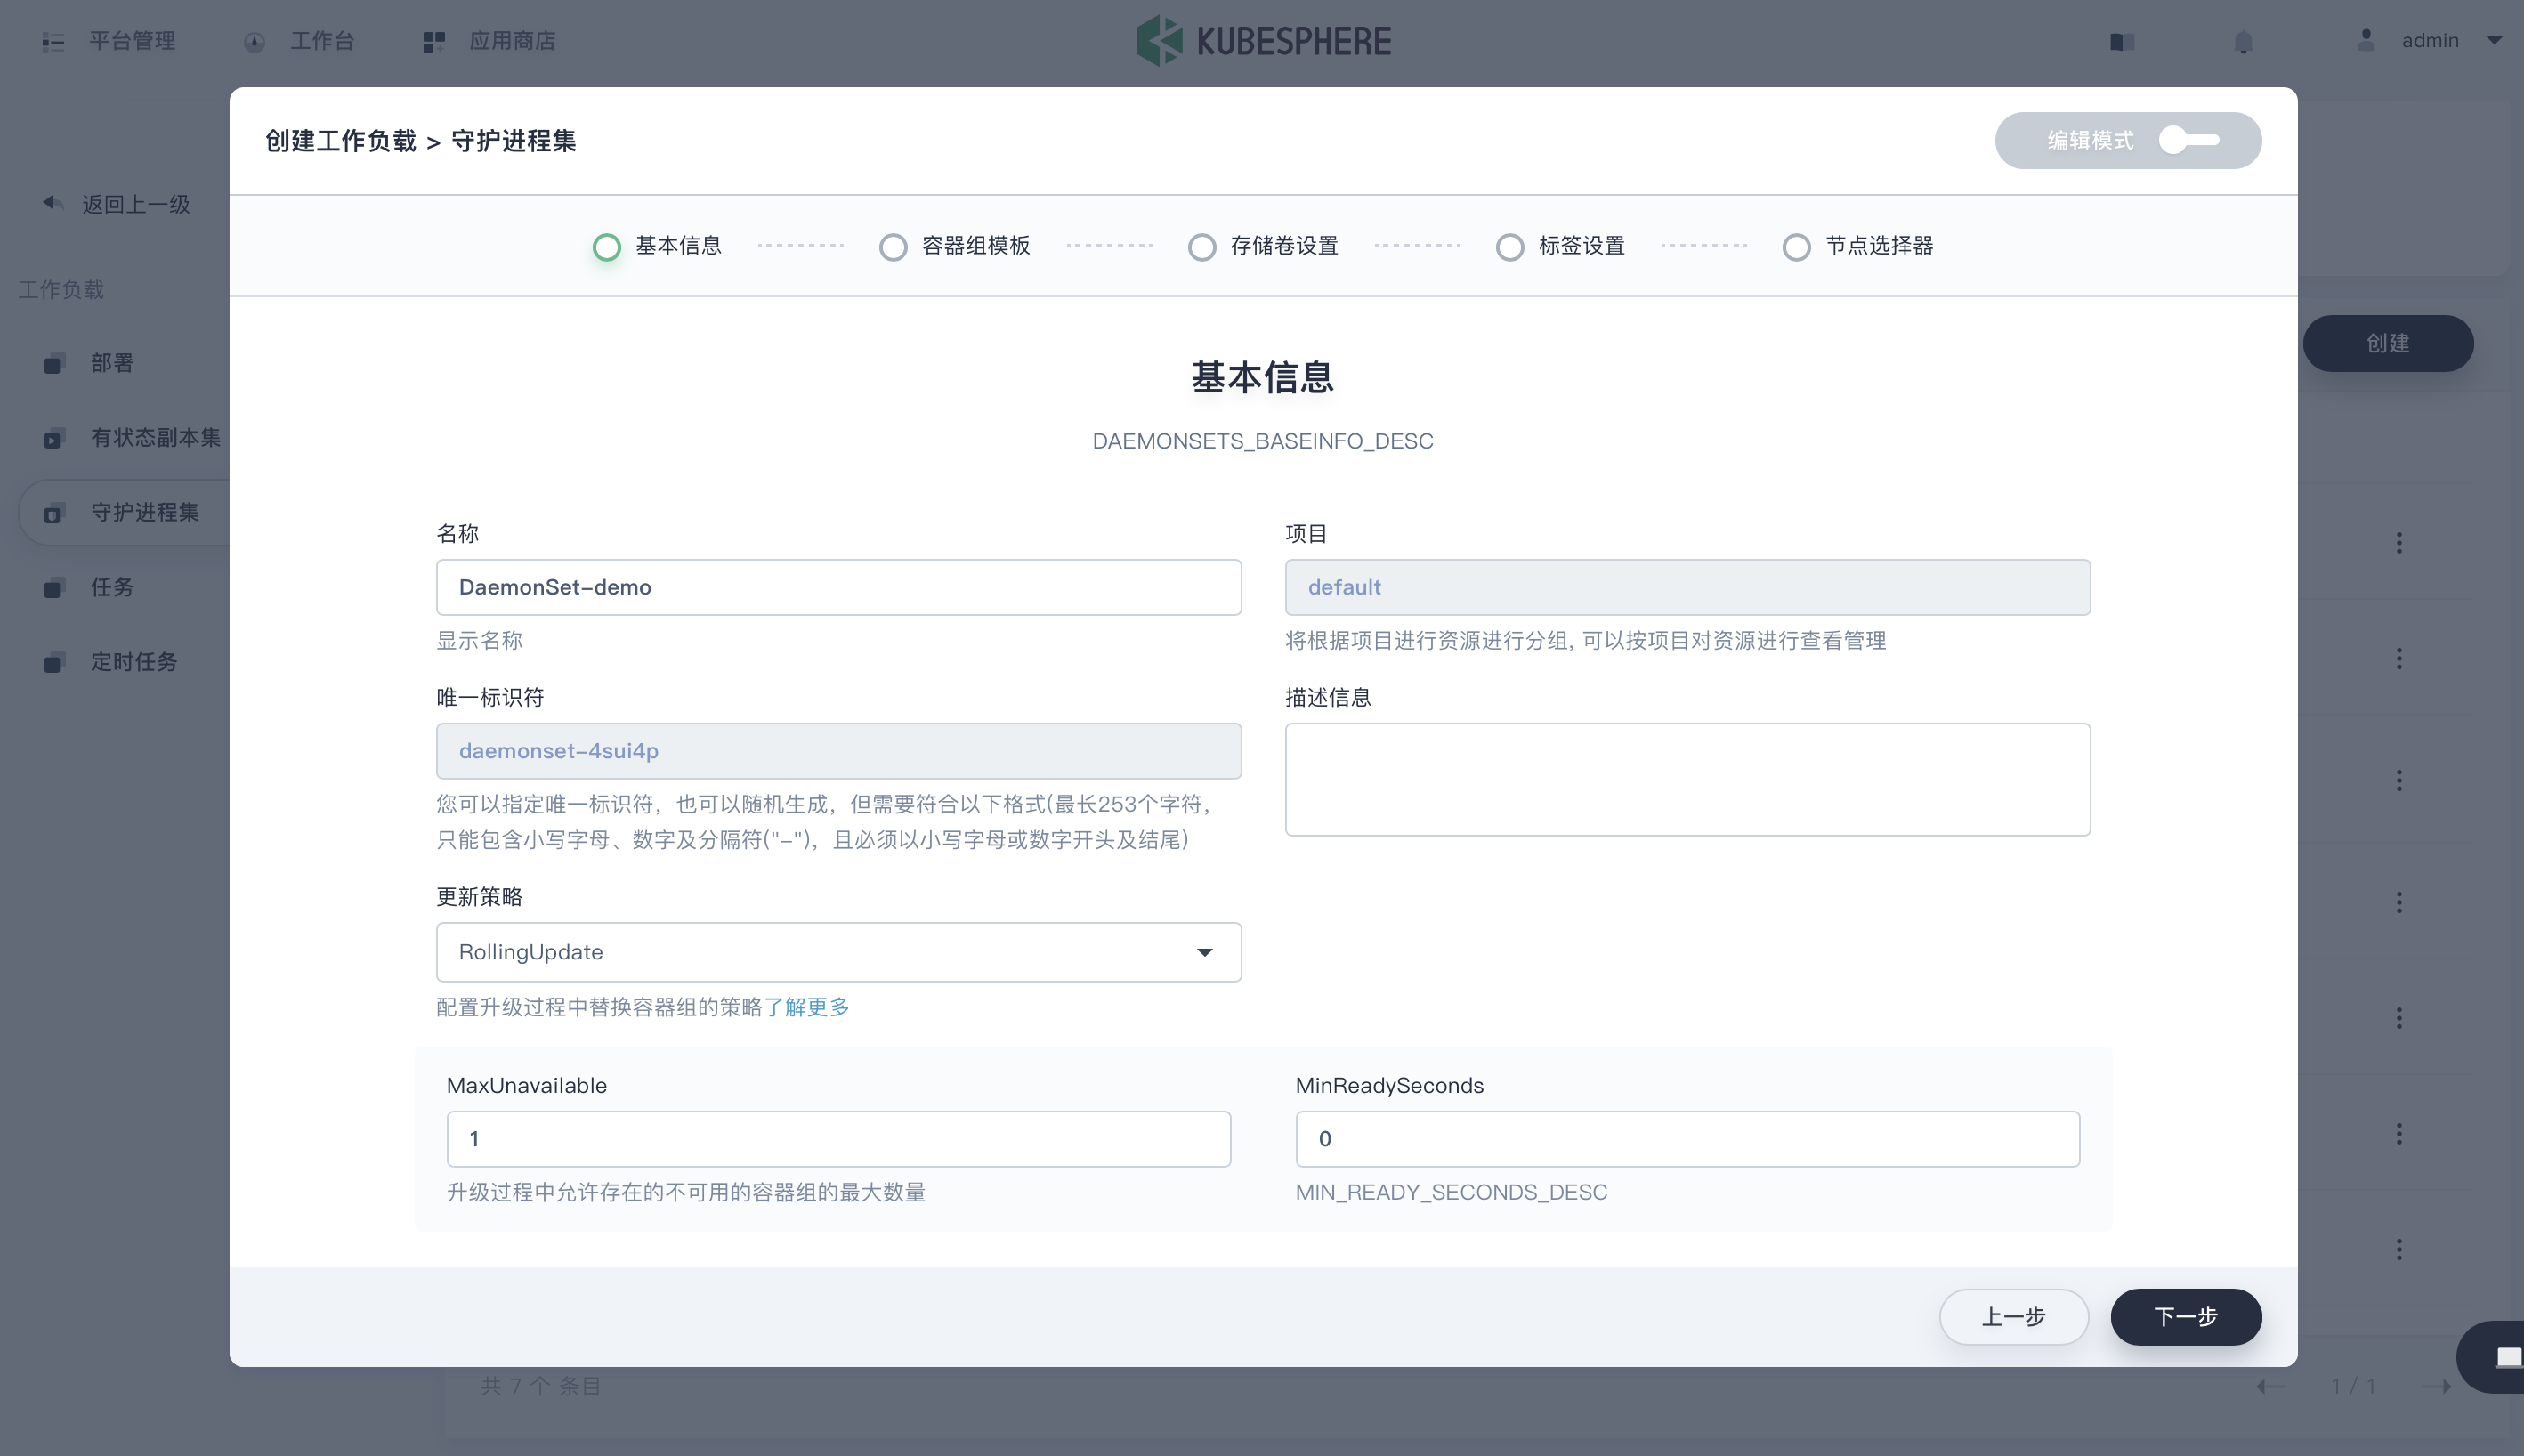 平台管理
工作台
应用商店
KUBESPHERE
admin
创建工作负载 > 守护进程集
编辑模式
返回上一级
基本信息
容器组模板
存储卷设置
标签设置
节点选择器
工作负载
部署
有状态副本集
守护进程集
任务
定时任务
创建
基本信息
DAEMONSETS_BASEINFO_DESC
名称
DaemonSet-demo
显示名称
项目
default
将根据项目进行资源进行分组, 可以按项目对资源进行查看管理
唯一标识符
daemonset-4sui4p
您可以指定唯一标识符，也可以随机生成，但需要符合以下格式(最长253个字符，
只能包含小写字母、数字及分隔符("-")，且必须以小写字母或数字开头及结尾)
描述信息
更新策略
RollingUpdate
配置升级过程中替换容器组的策略了解更多
MaxUnavailable
1
升级过程中允许存在的不可用的容器组的最大数量
MinReadySeconds
0
MIN_READY_SECONDS_DESC
上一步
下一步
共 7 个 条目
1 / 1